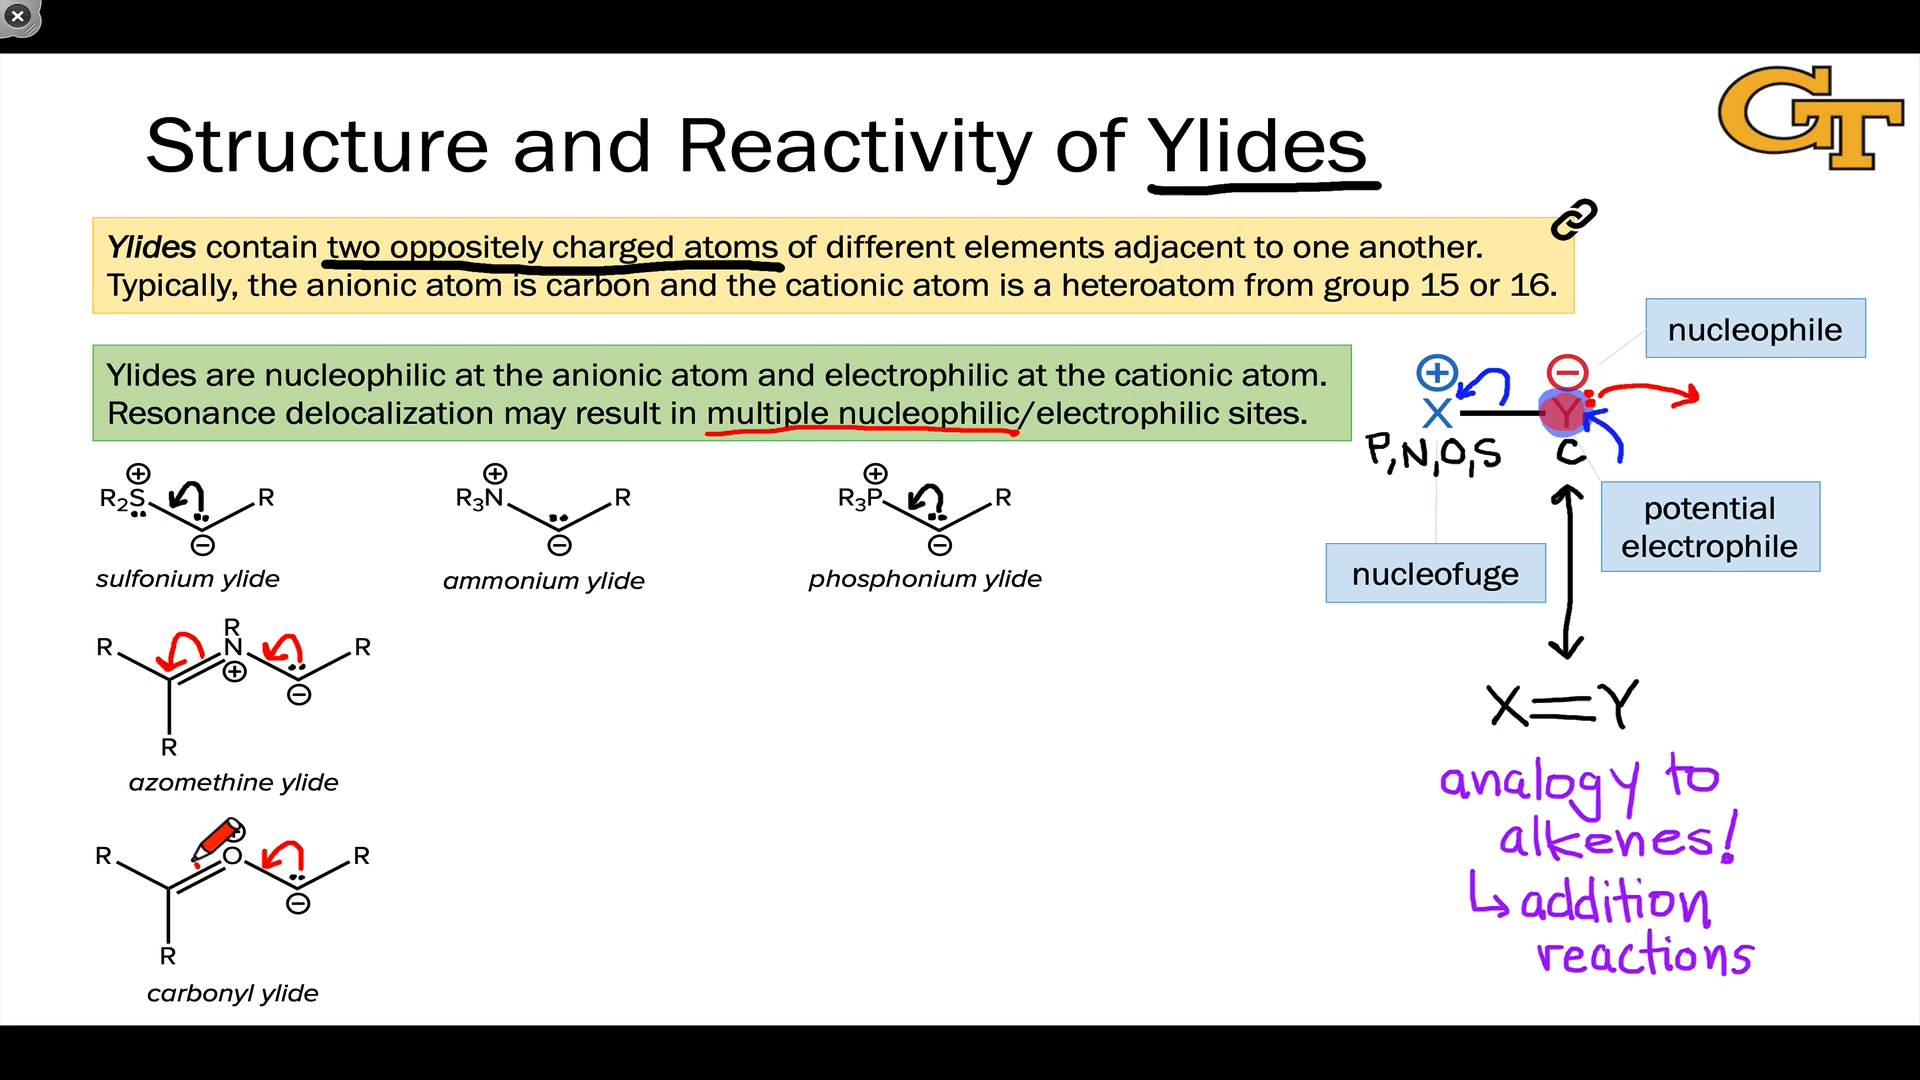 Structure and Reactivity of Ylides
GT
Ylides contain two oppositely charged atoms of different elements adjacent to one another.
Typically, the anionic atom is carbon and the cationic atom is a heteroatom from group 15 or 16.
Ylides are nucleophilic at the anionic atom and electrophilic at the cationic atom.
Resonance delocalization may result in multiple nucleophilic/electrophilic sites.
⊕
R₂S
R
⊖
sulfonium ylide
⊕
R₃N
R
⊖
ammonium ylide
⊕
R₃P
R
⊖
phosphonium ylide
R
R
N
⊕
R
⊖
R
azomethine ylide
R
O
R
⊖
R
carbonyl ylide
nucleophile
⊕ ⊖
X Y
P,N,O,S C
potential
electrophile
nucleofuge
X=Y
analogy to
alkenes!
↳ addition
reactions